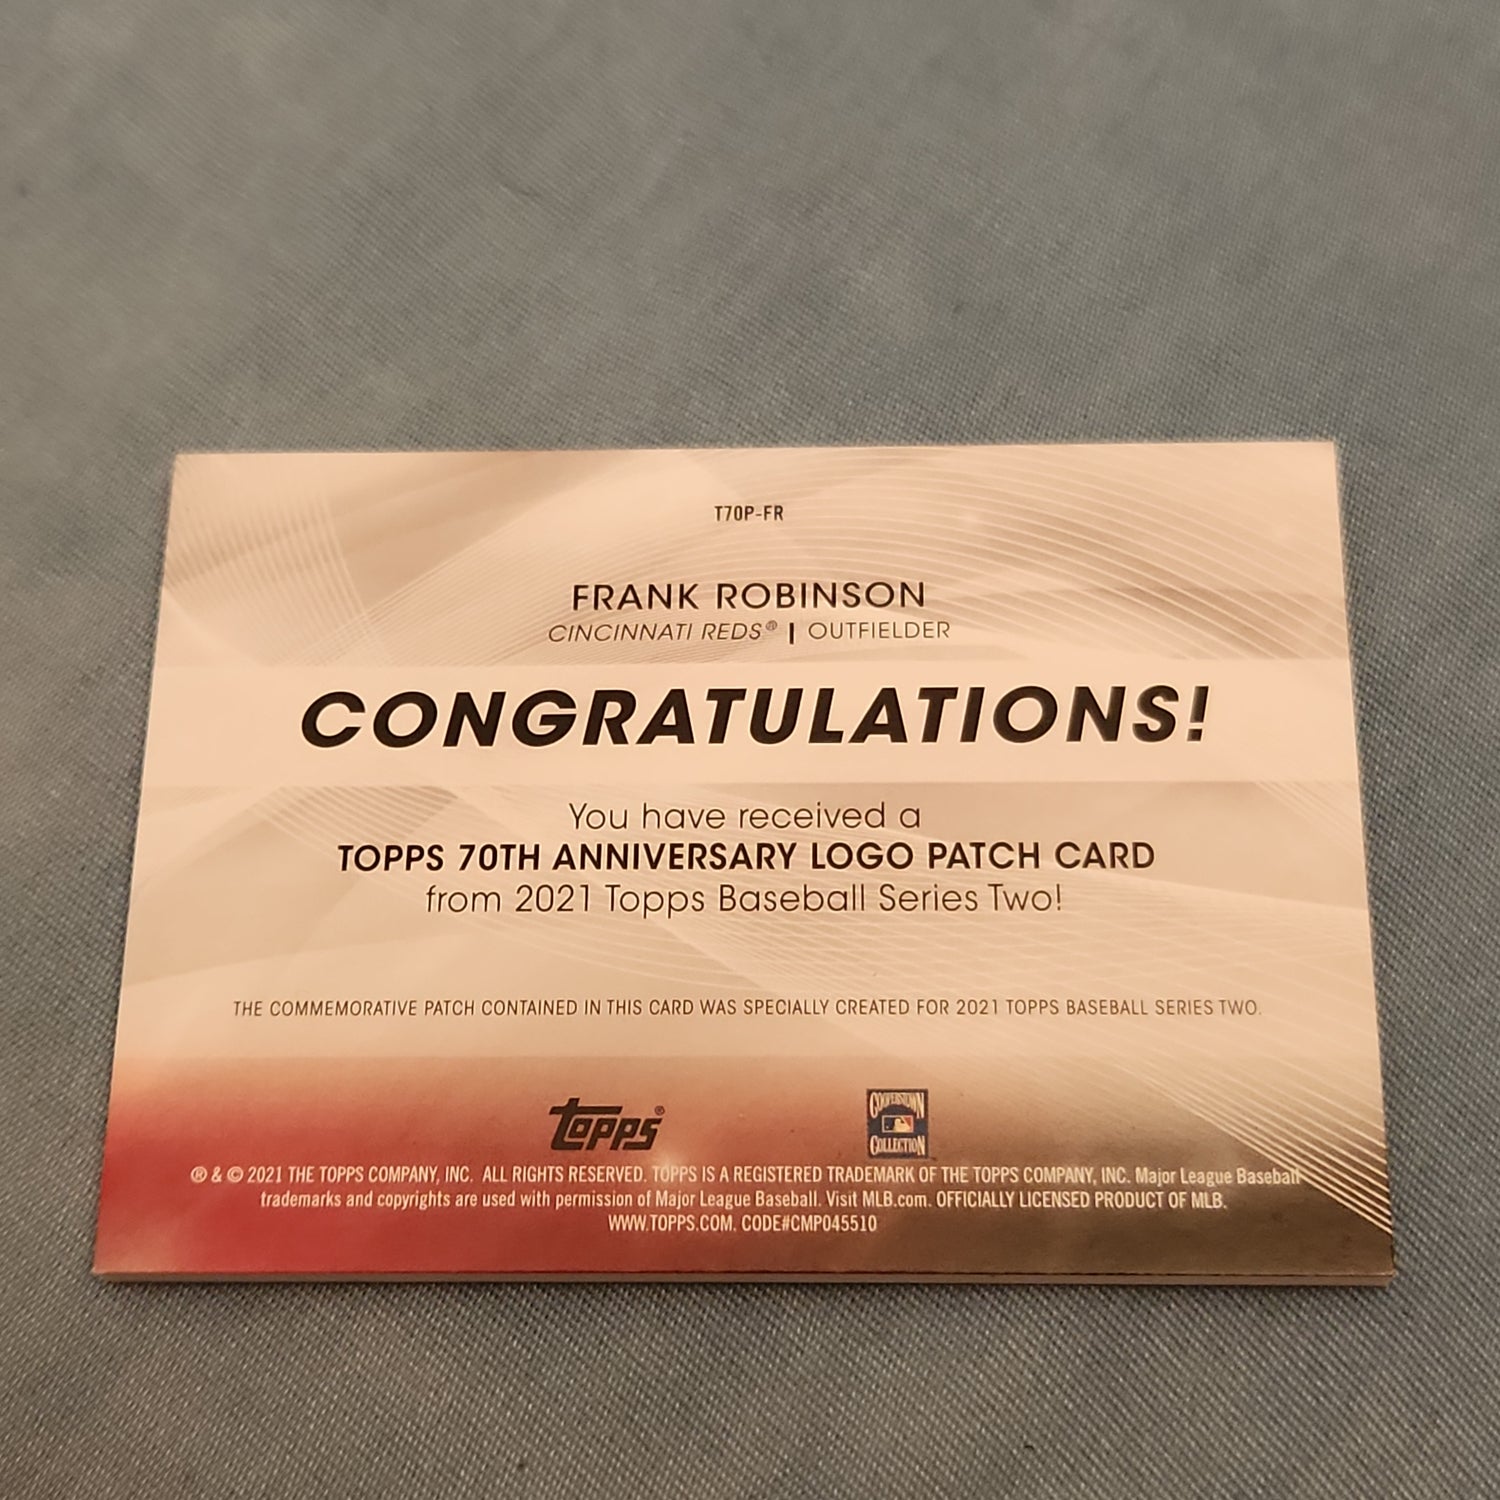 T70P-FR
FRANK ROBINSON
CINCINNATI REDS® | OUTFIELDER
CONGRATULATIONS!
You have received a
TOPPS 70TH ANNIVERSARY LOGO PATCH CARD
from 2021 Topps Baseball Series Two!
THE COMMEMORATIVE PATCH CONTAINED IN THIS CARD WAS SPECIALLY CREATED FOR 2021 TOPPS BASEBALL SERIES TWO.
topps®
COOPERSTOWN
COLLECTION
® & © 2021 THE TOPPS COMPANY, INC. ALL RIGHTS RESERVED. TOPPS IS A REGISTERED TRADEMARK OF THE TOPPS COMPANY, INC. Major League Baseball
trademarks and copyrights are used with permission of Major League Baseball. Visit MLB.com. OFFICIALLY LICENSED PRODUCT OF MLB.
WWW.TOPPS.COM. CODE#CMP045510